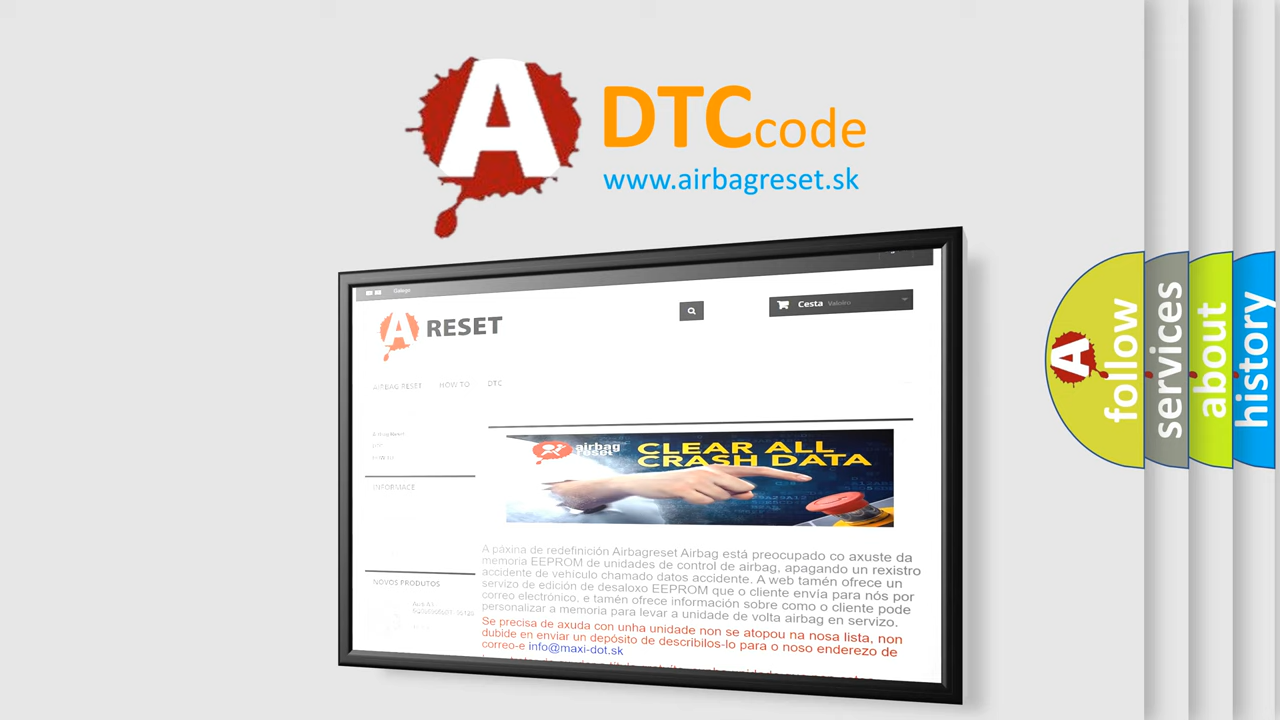 A
DTC code
www.airbagreset.sk
Galego
A RESET
Cesta Valeiro
AIRBAG RESET HOW TO DTC
INFORMACE
NOVOS PRODUTOS
airbag
reset
CLEAR ALL
CRASH DATA
A páxina de redefinición Airbagreset Airbag está preocupado co axuste da
memoria EEPROM de unidades de control de airbag, apagando un rexistro
accidente de vehículo chamado datos accidente. A web tamén ofrece un
servizo de edición de desaloxo EEPROM que o cliente envía para nós por
correo electrónico, e tamén ofrece información sobre como o cliente pode
personalizar a memoria para levar a unidade de volta airbag en servizo.
Se precisa de axuda con unha unidade non se atopou na nosa lista, non
dubide en enviar un depósito de describilos-lo para o noso enderezo de
correo-e info@maxi-dot.sk
A
follow
services
about
history